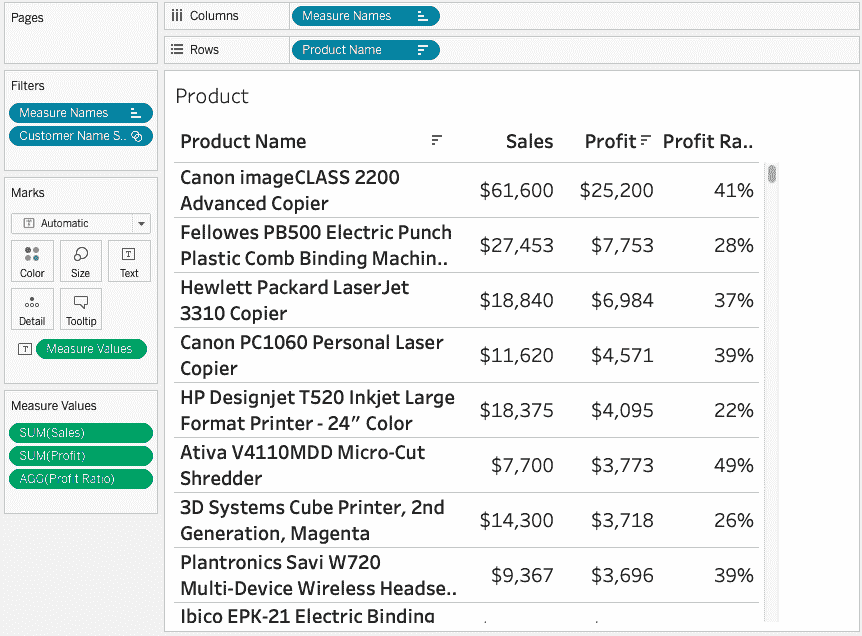 Pages
Columns
Measure Names
Rows
Product Name
Filters
Measure Names
Customer Name S..
Marks
Automatic
Color
Size
Text
Detail
Tooltip
Measure Values
Measure Values
SUM(Sales)
SUM(Profit)
AGG(Profit Ratio)
Product
Product Name Sales Profit Profit Ra..
Canon imageCLASS 2200
Advanced Copier
$61,600 $25,200 41%
Fellowes PB500 Electric Punch
Plastic Comb Binding Machin..
$27,453 $7,753 28%
Hewlett Packard LaserJet
3310 Copier
$18,840 $6,984 37%
Canon PC1060 Personal Laser
Copier
$11,620 $4,571 39%
HP Designjet T520 Inkjet Large
Format Printer - 24” Color
$18,375 $4,095 22%
Ativa V4110MDD Micro-Cut
Shredder
$7,700 $3,773 49%
3D Systems Cube Printer, 2nd
Generation, Magenta
$14,300 $3,718 26%
Plantronics Savi W720
Multi-Device Wireless Headse..
$9,367 $3,696 39%
Ibico EPK-21 Electric Binding